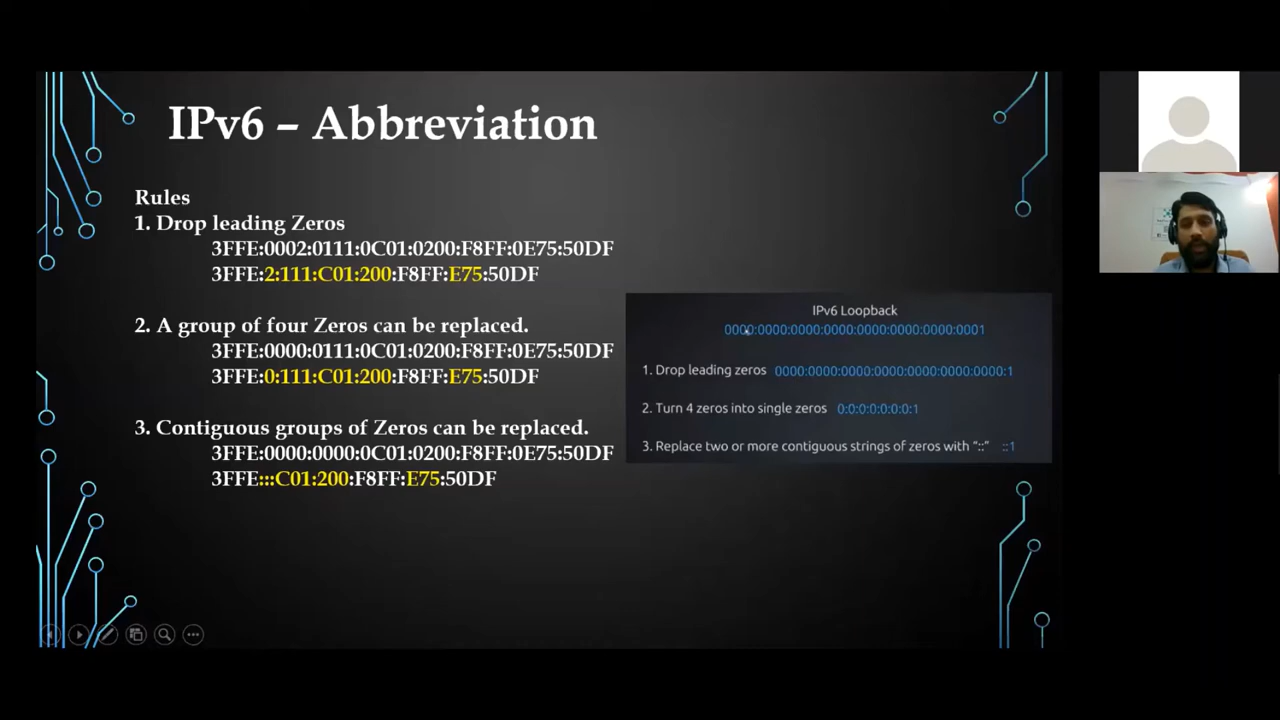 IPv6 – Abbreviation
Rules
1. Drop leading Zeros
3FFE:0002:0111:0C01:0200:F8FF:0E75:50DF
3FFE:2:111:C01:200:F8FF:E75:50DF
2. A group of four Zeros can be replaced.
3FFE:0000:0111:0C01:0200:F8FF:0E75:50DF
3FFE:0:111:C01:200:F8FF:E75:50DF
3. Contiguous groups of Zeros can be replaced.
3FFE:0000:0000:0C01:0200:F8FF:0E75:50DF
3FFE:::C01:200:F8FF:E75:50DF
IPv6 Loopback
0000:0000:0000:0000:0000:0000:0000:0001
1. Drop leading zeros 0000:0000:0000:0000:0000:0000:0000:1
2. Turn 4 zeros into single zeros 0:0:0:0:0:0:0:1
3. Replace two or more contiguous strings of zeros with "::" ::1